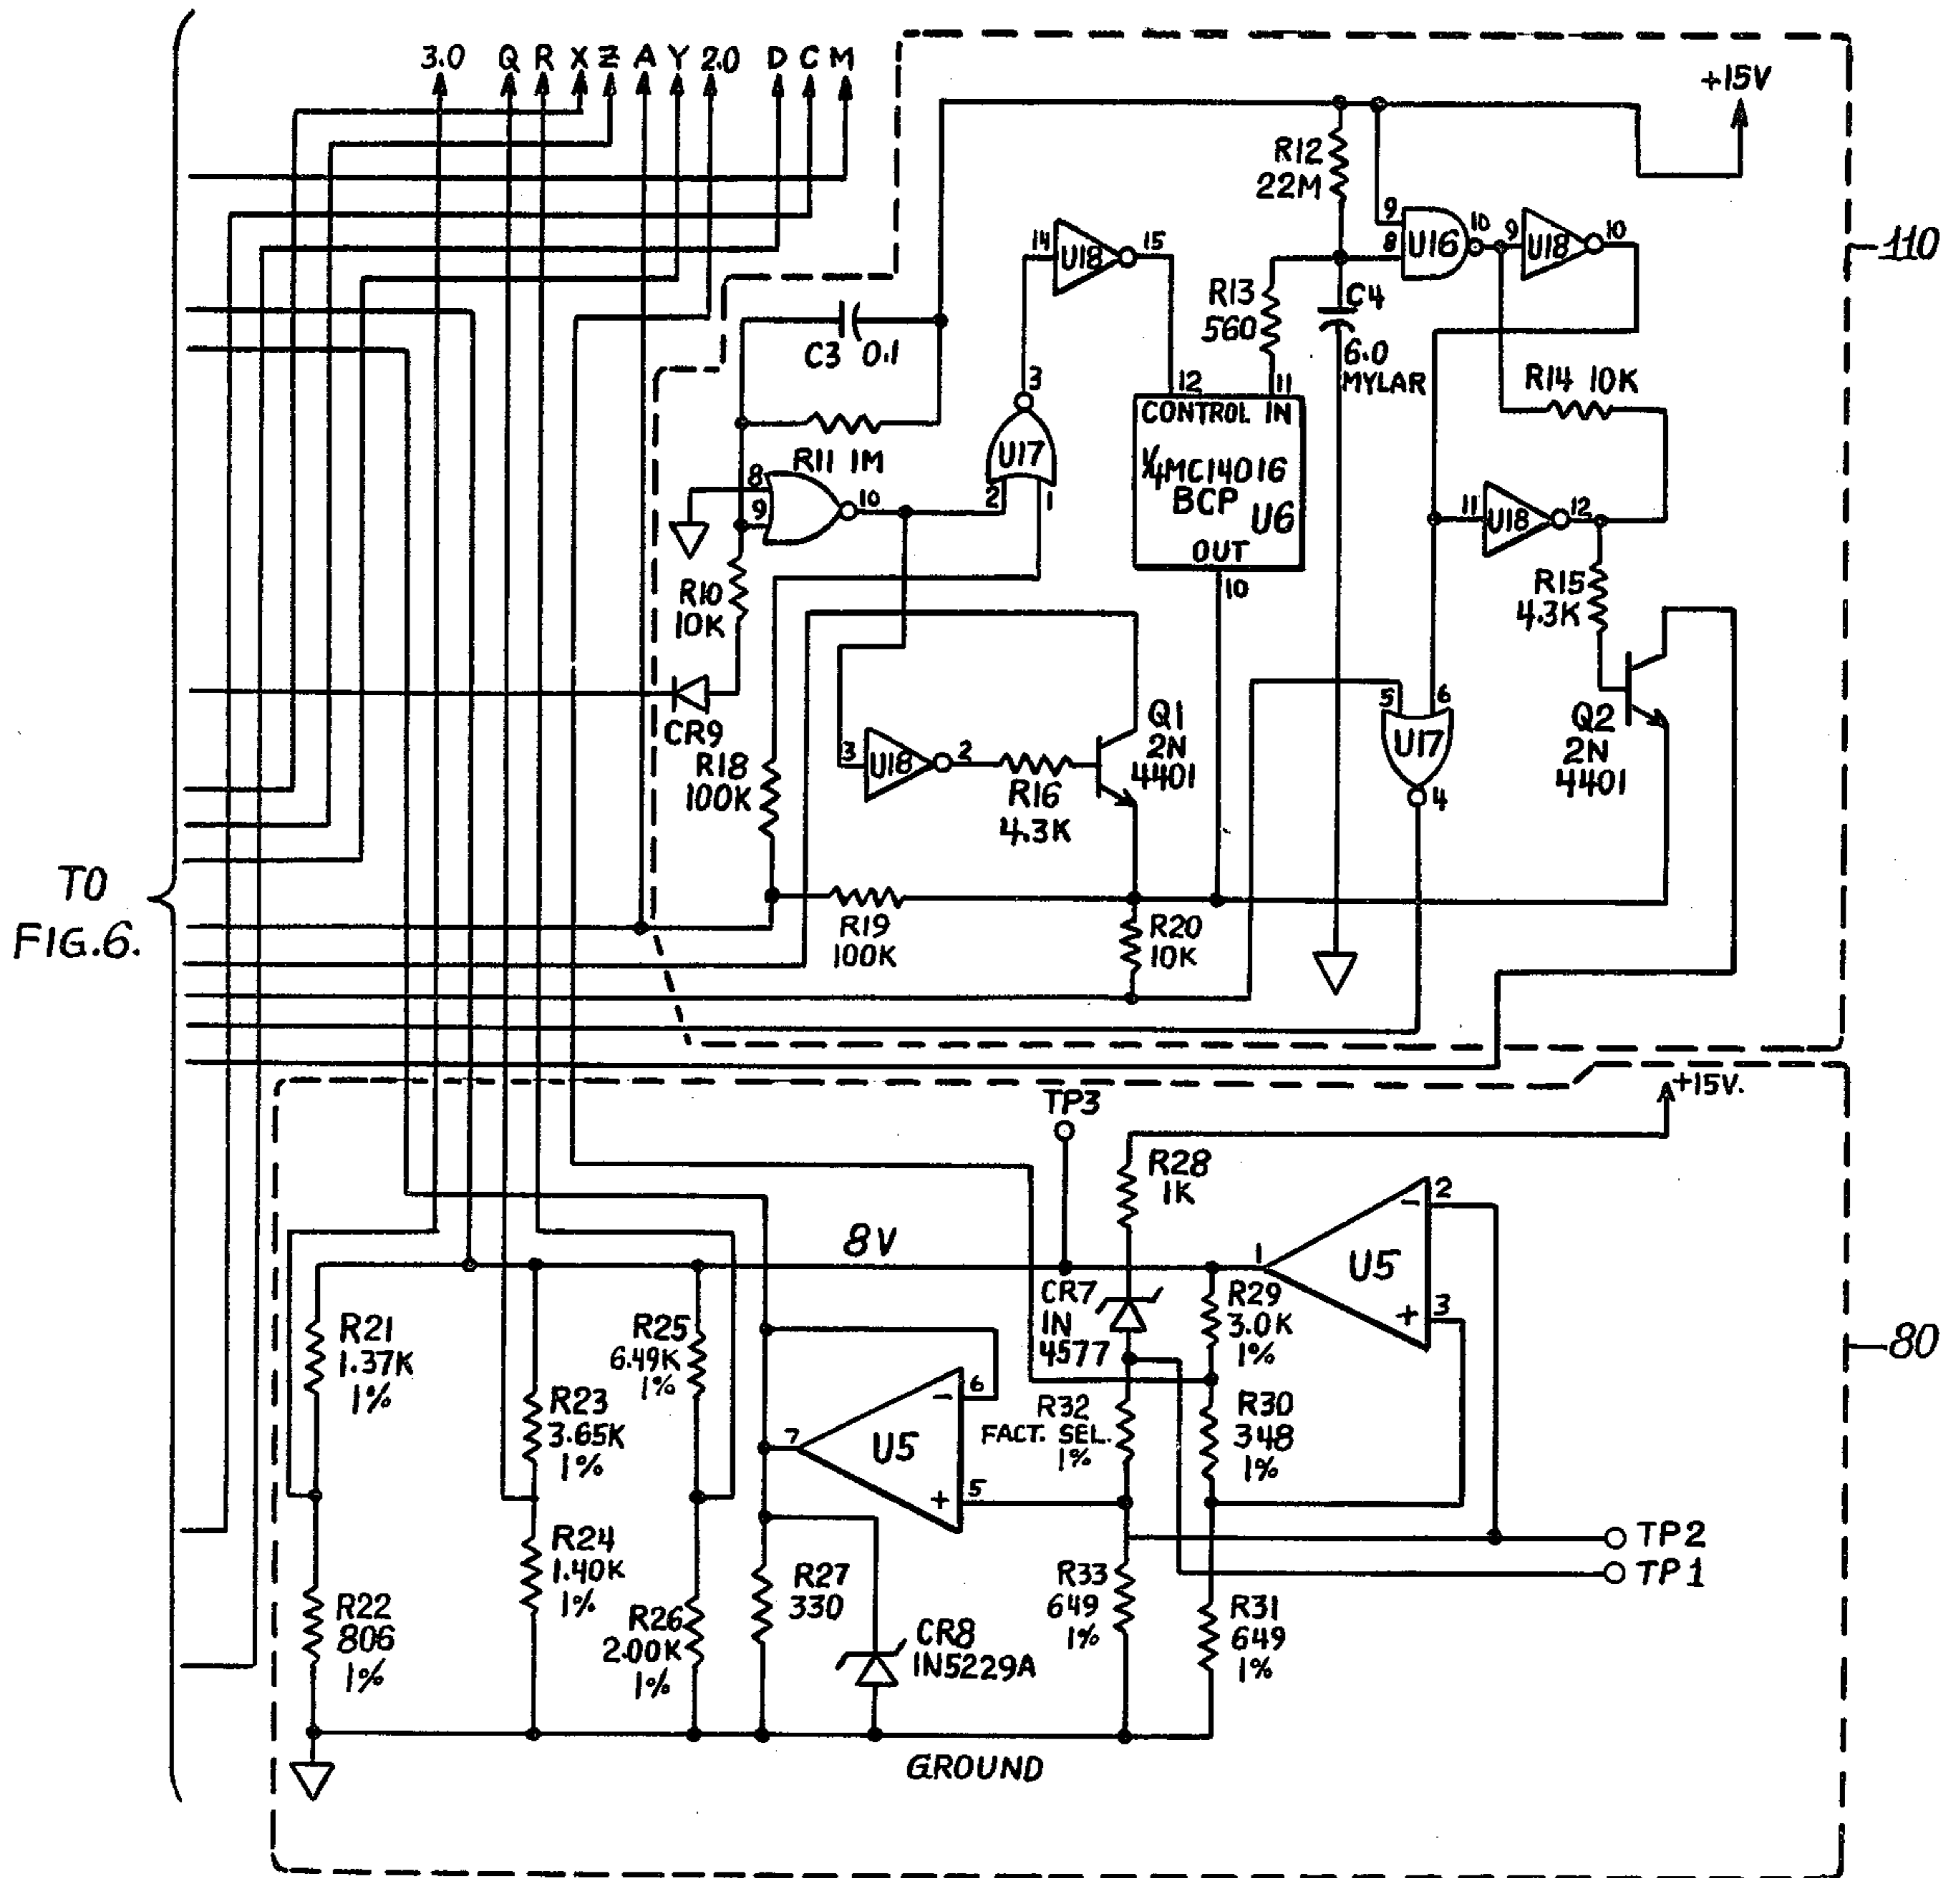 3.0 Q R X Z A Y 2.0 D C M
+15V
R12
22M
9
8
U16
10
9
U18
10
110
14
U18
15
R13
560
C4
6.0
MYLAR
C3 0.1
R14 10K
3
12
11
CONTROL IN
1/4MC14016
BCP
U6
OUT
10
U17
2
1
R11 1M
8
9
10
11
U18
12
R10
10K
R15
4.3K
CR9
R18
100K
3
U18
2
R16
4.3K
Q1
2N
4401
5
6
U17
4
Q2
2N
4401
TO
FIG.6.
R19
100K
R20
10K
TP3
+15V.
R28
1K
8V
1
U5
2
-
+
3
CR7
1N
4577
R29
3.0K
1%
80
R21
1.37K
1%
R25
6.49K
1%
R23
3.65K
1%
6
-
7
U5
+
5
R32
FACT. SEL.
1%
R30
348
1%
TP2
TP1
R24
1.40K
1%
R22
806
1%
R26
2.00K
1%
R27
330
CR8
1N5229A
R33
649
1%
R31
649
1%
GROUND